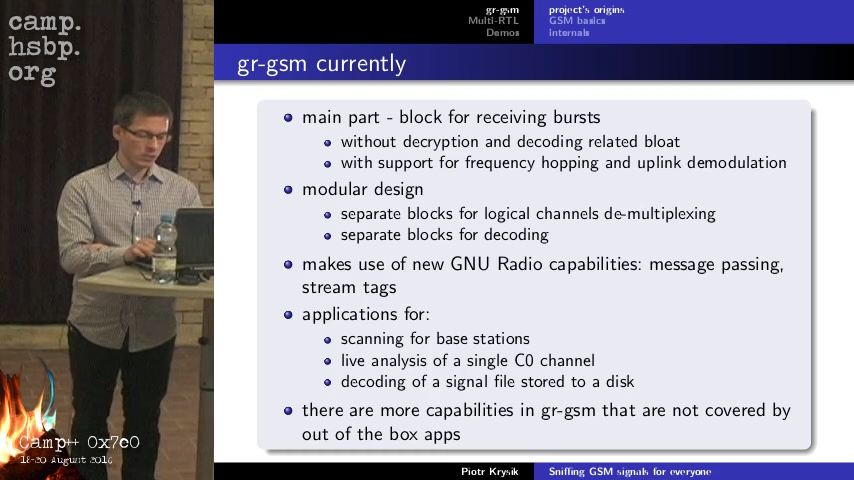 camp.
hsbp.
org
gr-gsm
Multi-RTL
Demos
project's origins
GSM basics
Internals
gr-gsm currently
main part - block for receiving bursts
without decryption and decoding related bloat
with support for frequency hopping and uplink demodulation
modular design
separate blocks for logical channels de-multiplexing
separate blocks for decoding
makes use of new GNU Radio capabilities: message passing,
stream tags
applications for:
scanning for base stations
live analysis of a single C0 channel
decoding of a signal file stored to a disk
there are more capabilities in gr-gsm that are not covered by
out of the box apps
Camp++ 0x7e0
18-20 August 2016
Piotr Krysik
Sniffing GSM signals for everyone